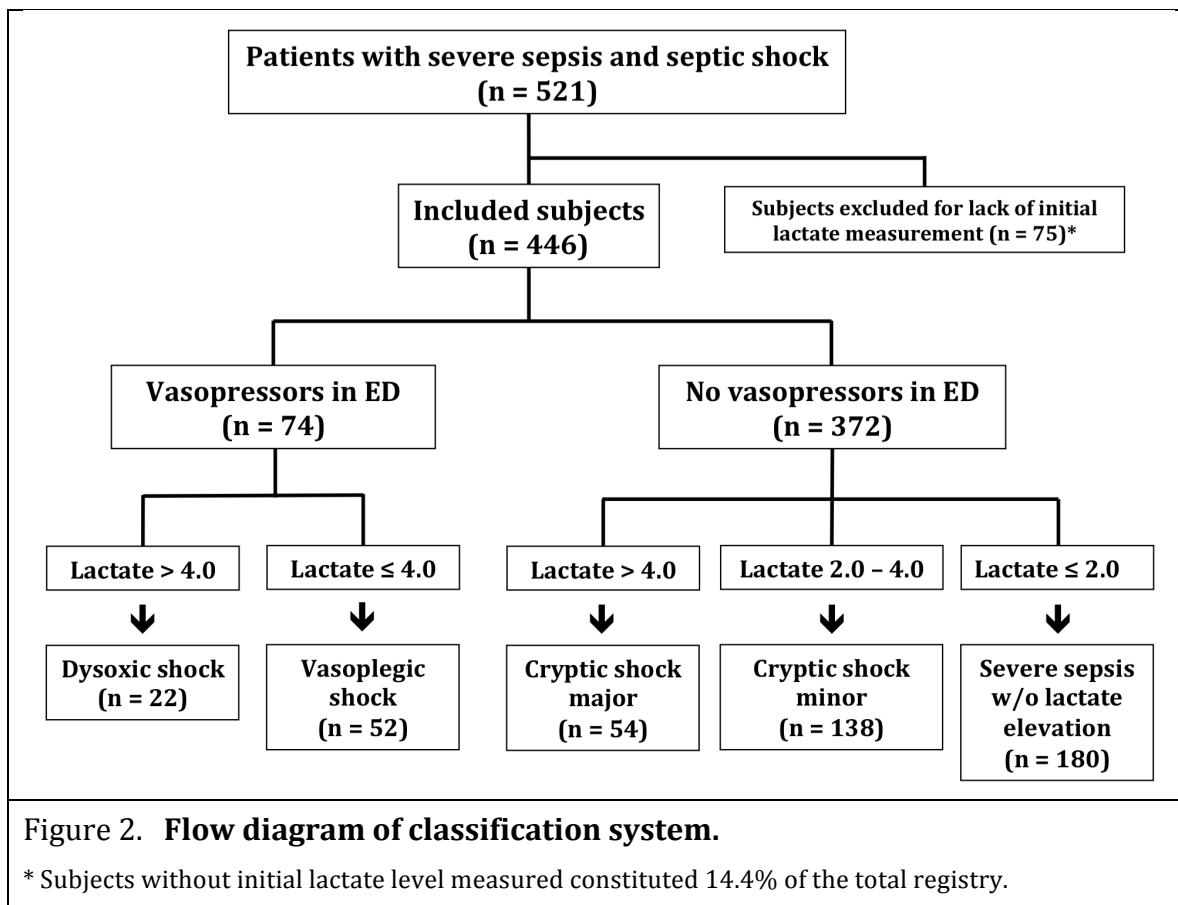 Patients with severe sepsis and septic shock
(n = 521)
Included subjects
(n = 446)
Subjects excluded for lack of initial
lactate measurement (n = 75)*
Vasopressors in ED
(n = 74)
No vasopressors in ED
(n = 372)
Lactate > 4.0
Lactate ≤ 4.0
Lactate > 4.0
Lactate 2.0 – 4.0
Lactate ≤ 2.0
Dysoxic shock
(n = 22)
Vasoplegic
shock
(n = 52)
Cryptic shock
major
(n = 54)
Cryptic shock
minor
(n = 138)
Severe sepsis
w/o lactate
elevation
(n = 180)
Figure 2. Flow diagram of classification system.
* Subjects without initial lactate level measured constituted 14.4% of the total registry.